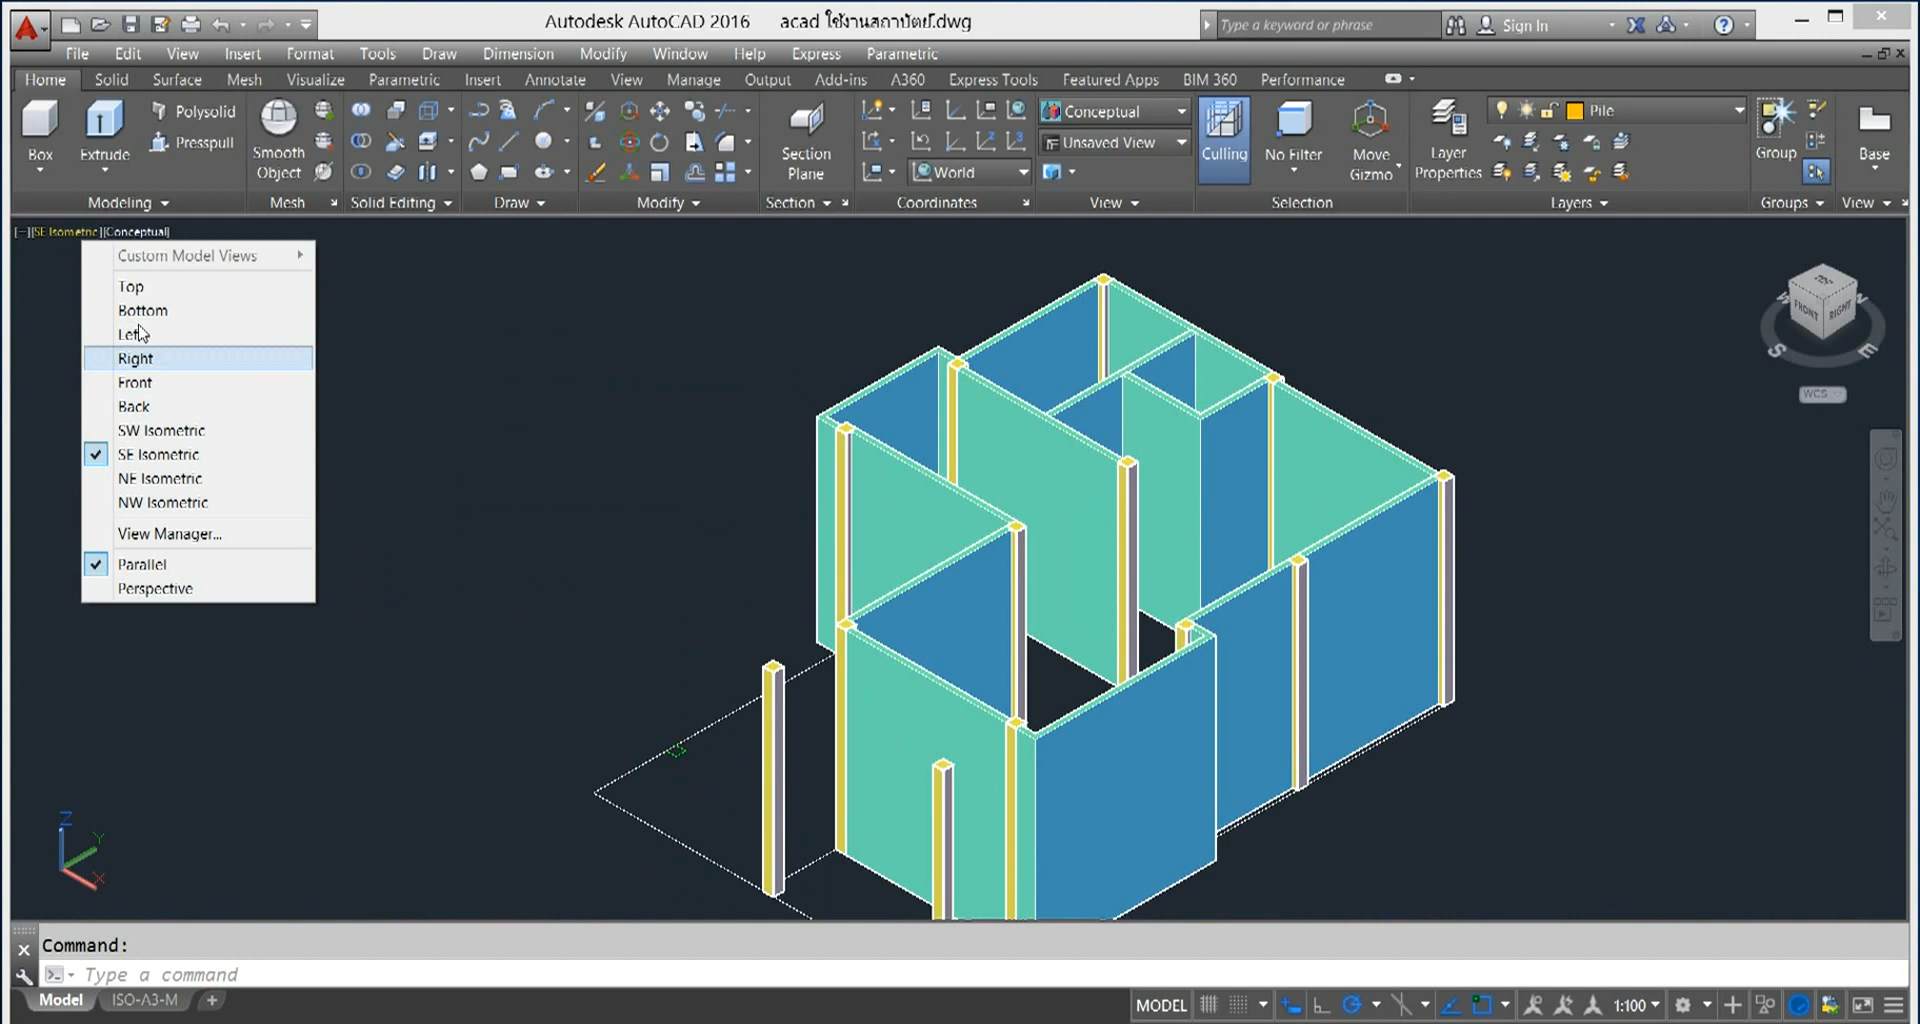 Autodesk AutoCAD 2016 acad ใช้งานสถาปัตย์.dwg
Type a keyword or phrase
Sign In
File Edit View Insert Format Tools Draw Dimension Modify Window Help Express Parametric
Home Solid Surface Mesh Visualize Parametric Insert Annotate View Manage Output Add-ins A360 Express Tools Featured Apps BIM 360 Performance
Box
Extrude
Polysolid
Presspull
Smooth Object
Section Plane
World
Conceptual
Unsaved View
Culling
No Filter
Move Gizmo
Layer Properties
Pile
Group
Base
Modeling Mesh Solid Editing Draw Modify Section Coordinates View Selection Layers Groups View
[−][SE Isometric][Conceptual]
Custom Model Views
Top
Bottom
Left
Right
Front
Back
SW Isometric
SE Isometric
NE Isometric
NW Isometric
View Manager...
Parallel
Perspective
TOP
FRONT
RIGHT
S
E
WCS
Z
Y
X
Command:
Type a command
Model ISO-A3-M
MODEL
1:100